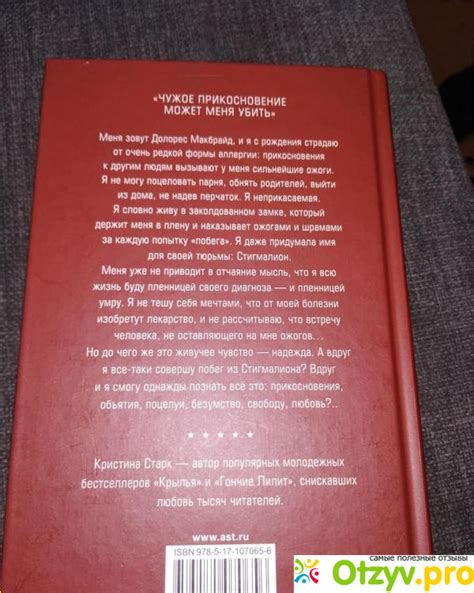 «ЧУЖОЕ ПРИКОСНОВЕНИЕ
МОЖЕТ МЕНЯ УБИТЬ»
Меня зовут Долорес Макбрайд, и я с рождения страдаю
от очень редкой формы аллергии: прикосновения
к другим людям вызывают у меня сильнейшие ожоги.
Я не могу поцеловать парня, обнять родителей, выйти
из дома, не надев перчаток. Я неприкасаемая.
Я словно живу в заколдованном замке, который
держит меня в плену и наказывает ожогами и шрамами
за каждую попытку «побега». Я даже придумала имя
для своей тюрьмы: Стигмалион.
Меня уже не приводит в отчаяние мысль, что я всю
жизнь буду пленницей своего диагноза — и пленницей
умру. Я не тешу себя мечтами, что от моей болезни
изобретут лекарство, и не рассчитываю, что встречу
человека, не оставляющего на мне ожогов...
Но до чего же это живучее чувство — надежда. А вдруг
я все-таки совершу побег из Стигмалиона? Вдруг
и я смогу однажды познать всё это: прикосновения,
объятия, поцелуи, безумство, свободу, любовь?..
★ ★ ★ ★ ★
Кристина Старк — автор популярных молодежных
бестселлеров «Крылья» и «Гончие Лилит», снискавших
любовь тысяч читателей.
www.ast.ru
ISBN 978-5-17-107065-6
самые полезные отзывы
Otzyv.pro